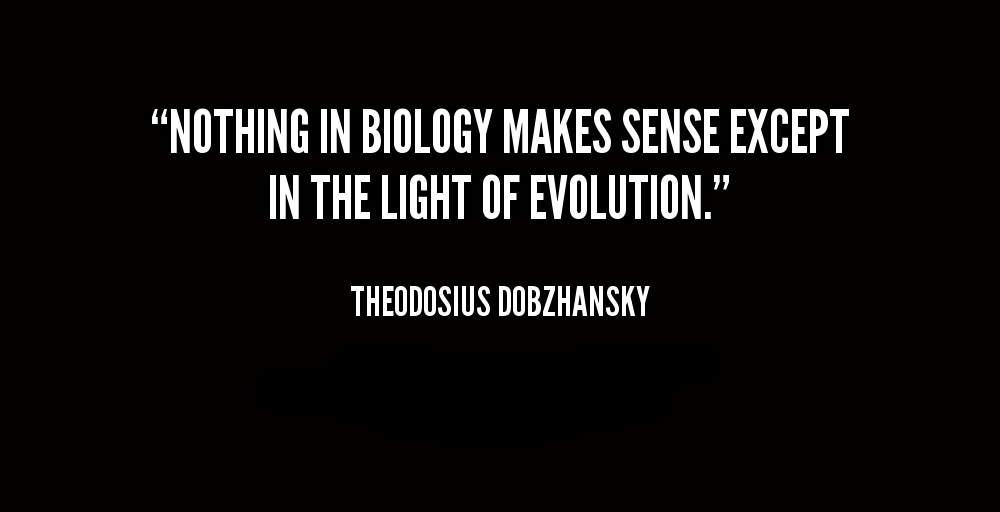 “NOTHING IN BIOLOGY MAKES SENSE EXCEPT
IN THE LIGHT OF EVOLUTION.”
THEODOSIUS DOBZHANSKY